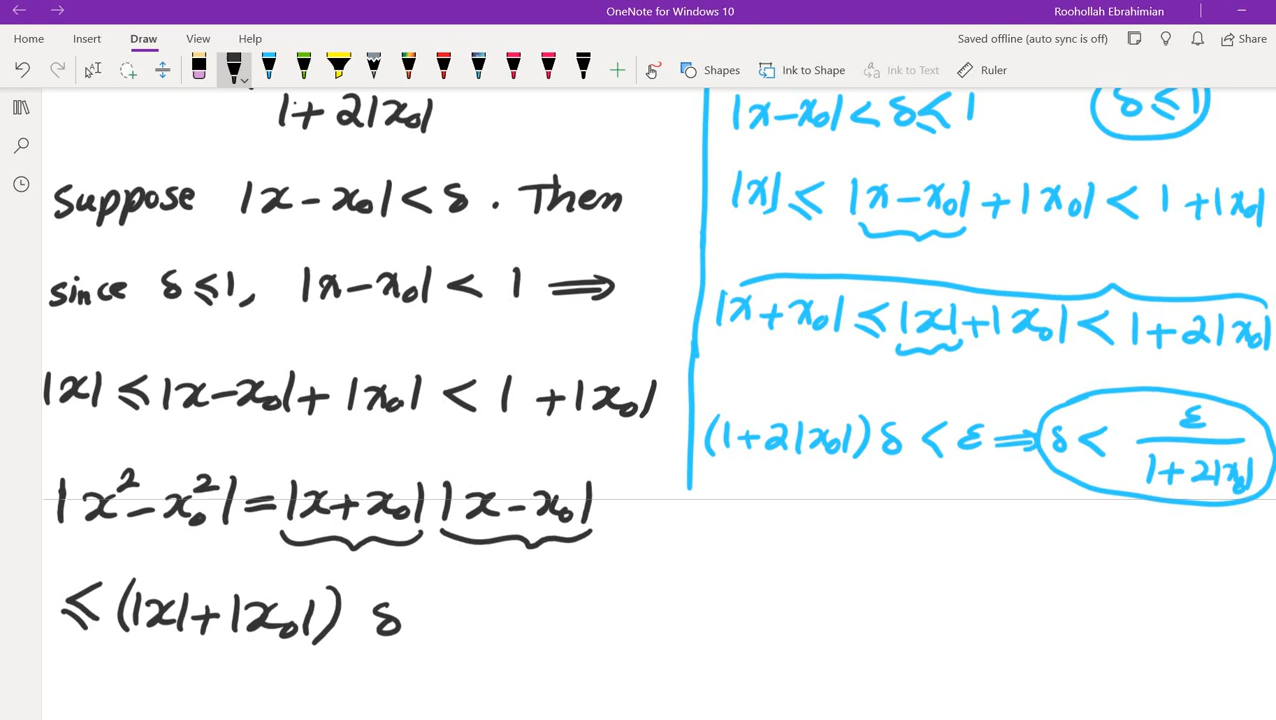 OneNote for Windows 10
Roohollah Ebrahimian
Home Insert Draw View Help
Saved offline (auto sync is off)
Share
Shapes
Ink to Shape
Ink to Text
Ruler
1+2|x₀|
suppose |x-x₀|<δ. Then
since δ≤1, |x-x₀|<1 ⟹
|x|≤|x-x₀|+|x₀|<1+|x₀|
|x²-x₀²|=|x+x₀||x-x₀|
≤(|x|+|x₀|) δ
|x-x₀|<δ≤1
δ≤1
|x|≤|x-x₀|+|x₀|<1+|x₀|
|x+x₀|≤|x|+|x₀|<1+2|x₀|
(1+2|x₀|)δ<ε⟹δ<ε/(1+2|x₀|)